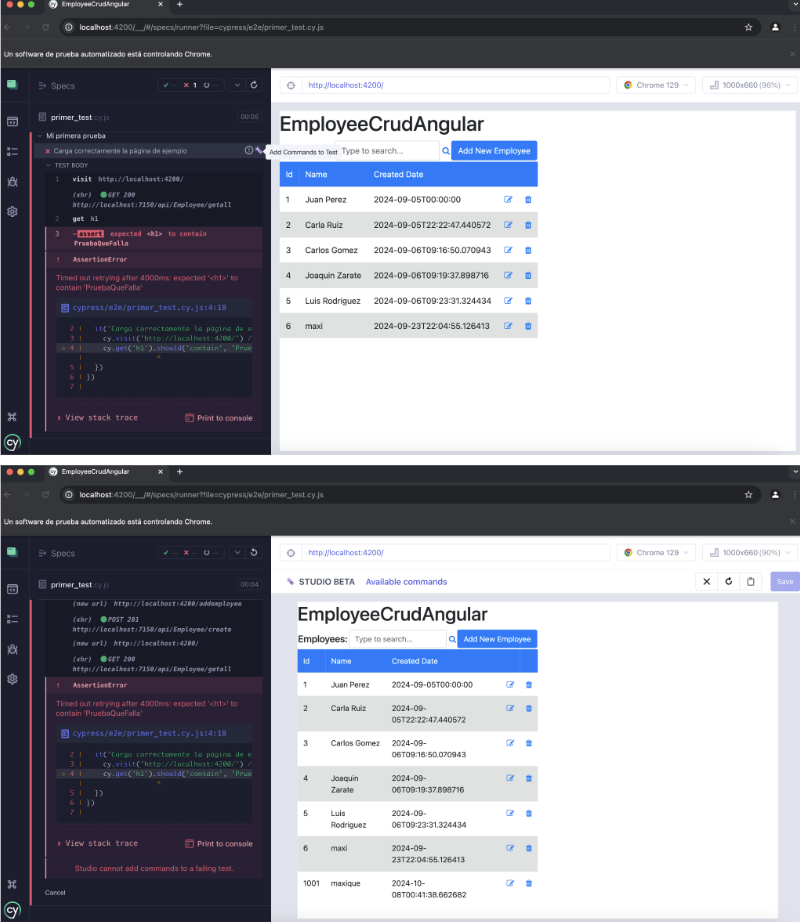 EmployeeCrudAngular
localhost:4200/__/#/specs/runner?file=cypress/e2e/primer_test.cy.js
Un software de prueba automatizado está controlando Chrome.
Specs
✓ -- ✕ 1
http://localhost:4200/
Chrome 129
1000x660 (96%)
primer_test.cy.js
00:05
Mi primera prueba
Carga correctamente la página de ejemplo
Add Commands to Test
TEST BODY
1 visit http://localhost:4200/
(xhr) GET 200
http://localhost:7150/api/Employee/getall
2 get h1
3 -assert expected <h1> to contain
PruebaQueFalla
! AssertionError
Timed out retrying after 4000ms: expected '<h1>' to
contain 'PruebaQueFalla'
cypress/e2e/primer_test.cy.js:4:18
2 | it('Carga correctamente la página de e
3 | cy.visit('http://localhost:4200/') /
> 4 | cy.get('h1').should('contain', 'Prue
| ^
5 | })
6 | })
7 |
View stack trace
Print to console
cy
EmployeeCrudAngular
Type to search...
Add New Employee
Id Name Created Date
1 Juan Perez 2024-09-05T00:00:00
2 Carla Ruiz 2024-09-05T22:22:47.440572
3 Carlos Gomez 2024-09-06T09:16:50.070943
4 Joaquin Zarate 2024-09-06T09:19:37.898716
5 Luis Rodriguez 2024-09-06T09:23:31.324434
6 maxi 2024-09-23T22:04:55.126413
EmployeeCrudAngular
localhost:4200/__/#/specs/runner?file=cypress/e2e/primer_test.cy.js
Un software de prueba automatizado está controlando Chrome.
Specs
✓ -- ✕ --
http://localhost:4200/
Chrome 129
1000x660 (90%)
primer_test.cy.js
00:04
STUDIO BETA Available commands
Save
(new url) http://localhost:4200/addemployee
(xhr) POST 201
http://localhost:7150/api/Employee/create
(new url) http://localhost:4200/
(xhr) GET 200
http://localhost:7150/api/Employee/getall
! AssertionError
Timed out retrying after 4000ms: expected '<h1>' to
contain 'PruebaQueFalla'
cypress/e2e/primer_test.cy.js:4:18
2 | it('Carga correctamente la página de e
3 | cy.visit('http://localhost:4200/') /
> 4 | cy.get('h1').should('contain', 'Prue
| ^
5 | })
6 | })
7 |
View stack trace
Print to console
Studio cannot add commands to a failing test.
Cancel
cy
EmployeeCrudAngular
Employees: Type to search...
Add New Employee
Id Name Created Date
1 Juan Perez 2024-09-05T00:00:00
2 Carla Ruiz 2024-09-
05T22:22:47.440572
3 Carlos Gomez 2024-09-
06T09:16:50.070943
4 Joaquin 2024-09-
Zarate 06T09:19:37.898716
5 Luis 2024-09-
Rodriguez 06T09:23:31.324434
6 maxi 2024-09-
23T22:04:55.126413
1001 maxique 2024-10-
08T00:41:38.662682